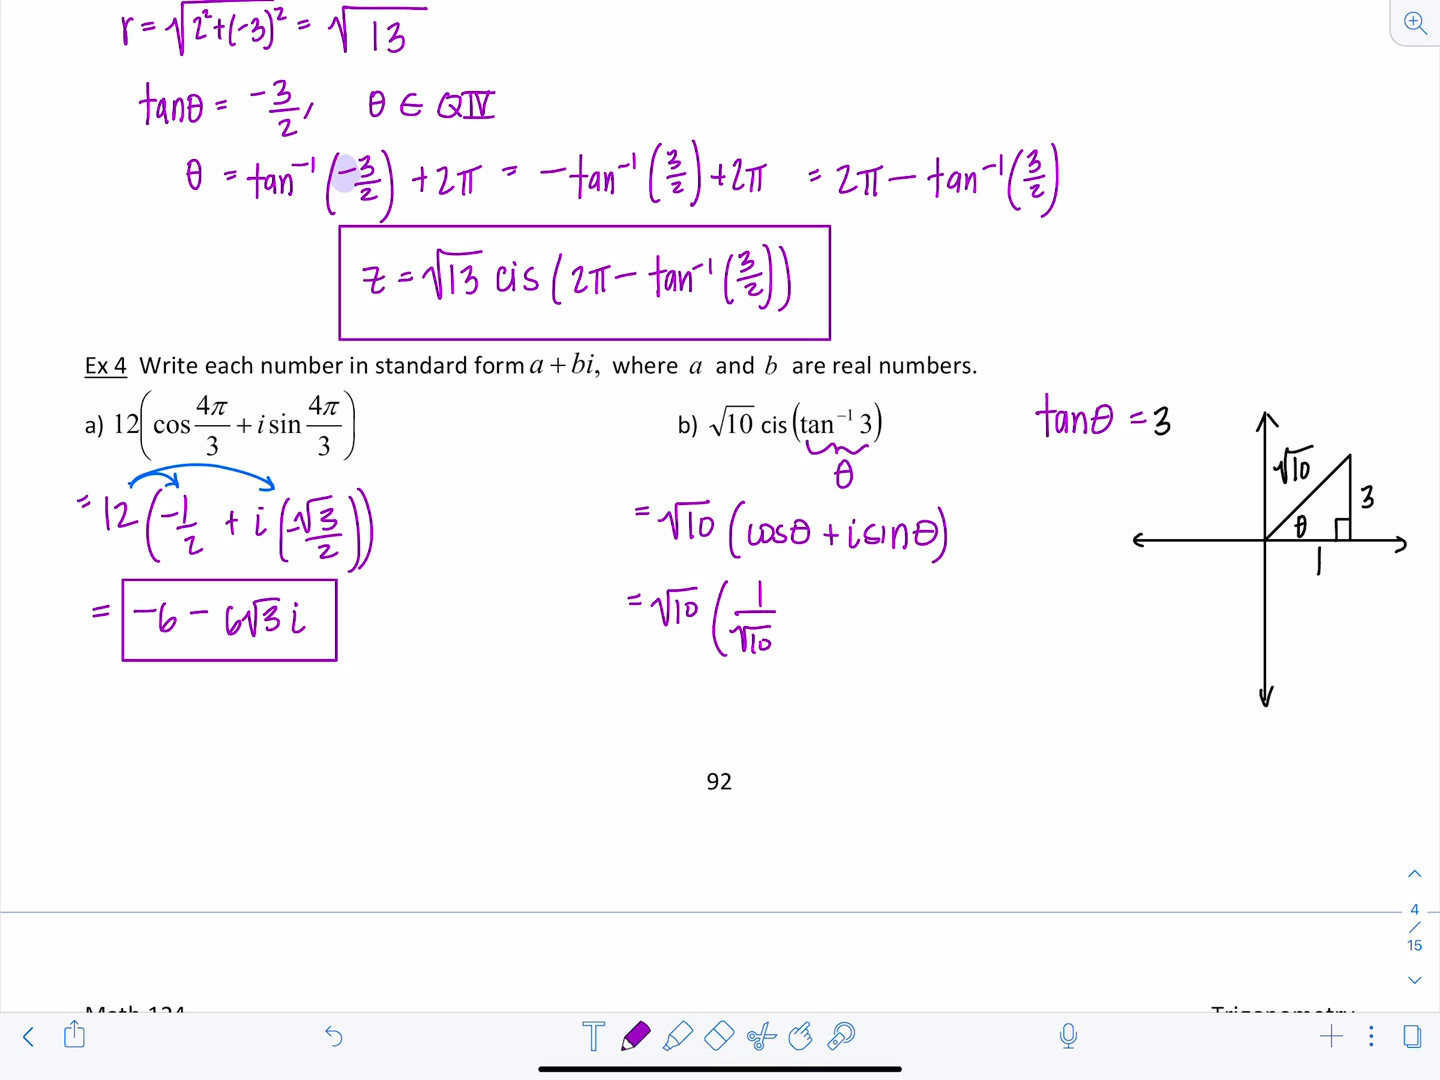 r = √(2²+(-3)²) = √13
tanθ = -3/2, θ ∈ QIV
θ = tan⁻¹(-3/2) + 2π = -tan⁻¹(3/2) + 2π = 2π - tan⁻¹(3/2)
z = √13 cis(2π - tan⁻¹(3/2))
Ex 4 Write each number in standard form a + bi, where a and b are real numbers.
a) 12(cos 4π/3 + i sin 4π/3)
= 12(-1/2 + i(-√3/2))
= -6 - 6√3 i
b) √10 cis(tan⁻¹ 3)
θ
= √10 (cosθ + i sinθ)
= √10 (1/√10
tanθ = 3
√10
3
θ
1
92
4
/
15
T